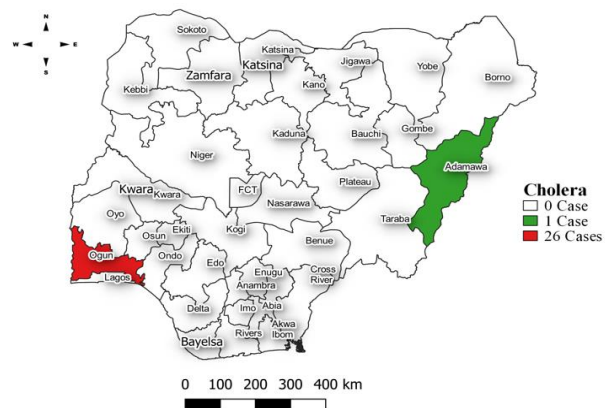 N
W E
S
Sokoto
Katsina
Katsina
Zamfara
Jigawa
Yobe
Borno
Kebbi
Kano
Gombe
Kaduna
Bauchi
Niger
Adamawa
Plateau
FCT
Kwara
Kwara
Nasarawa
Oyo
Taraba
Osun
Ekiti
Kogi
Benue
Ogun
Ondo
Edo
Lagos
Enugu
Cross
River
Anambra
Delta
Imo
Abia
Akwa
Ibom
Rivers
Bayelsa
Cholera
0 Case
1 Case
26 Cases
0 100 200 300 400 km